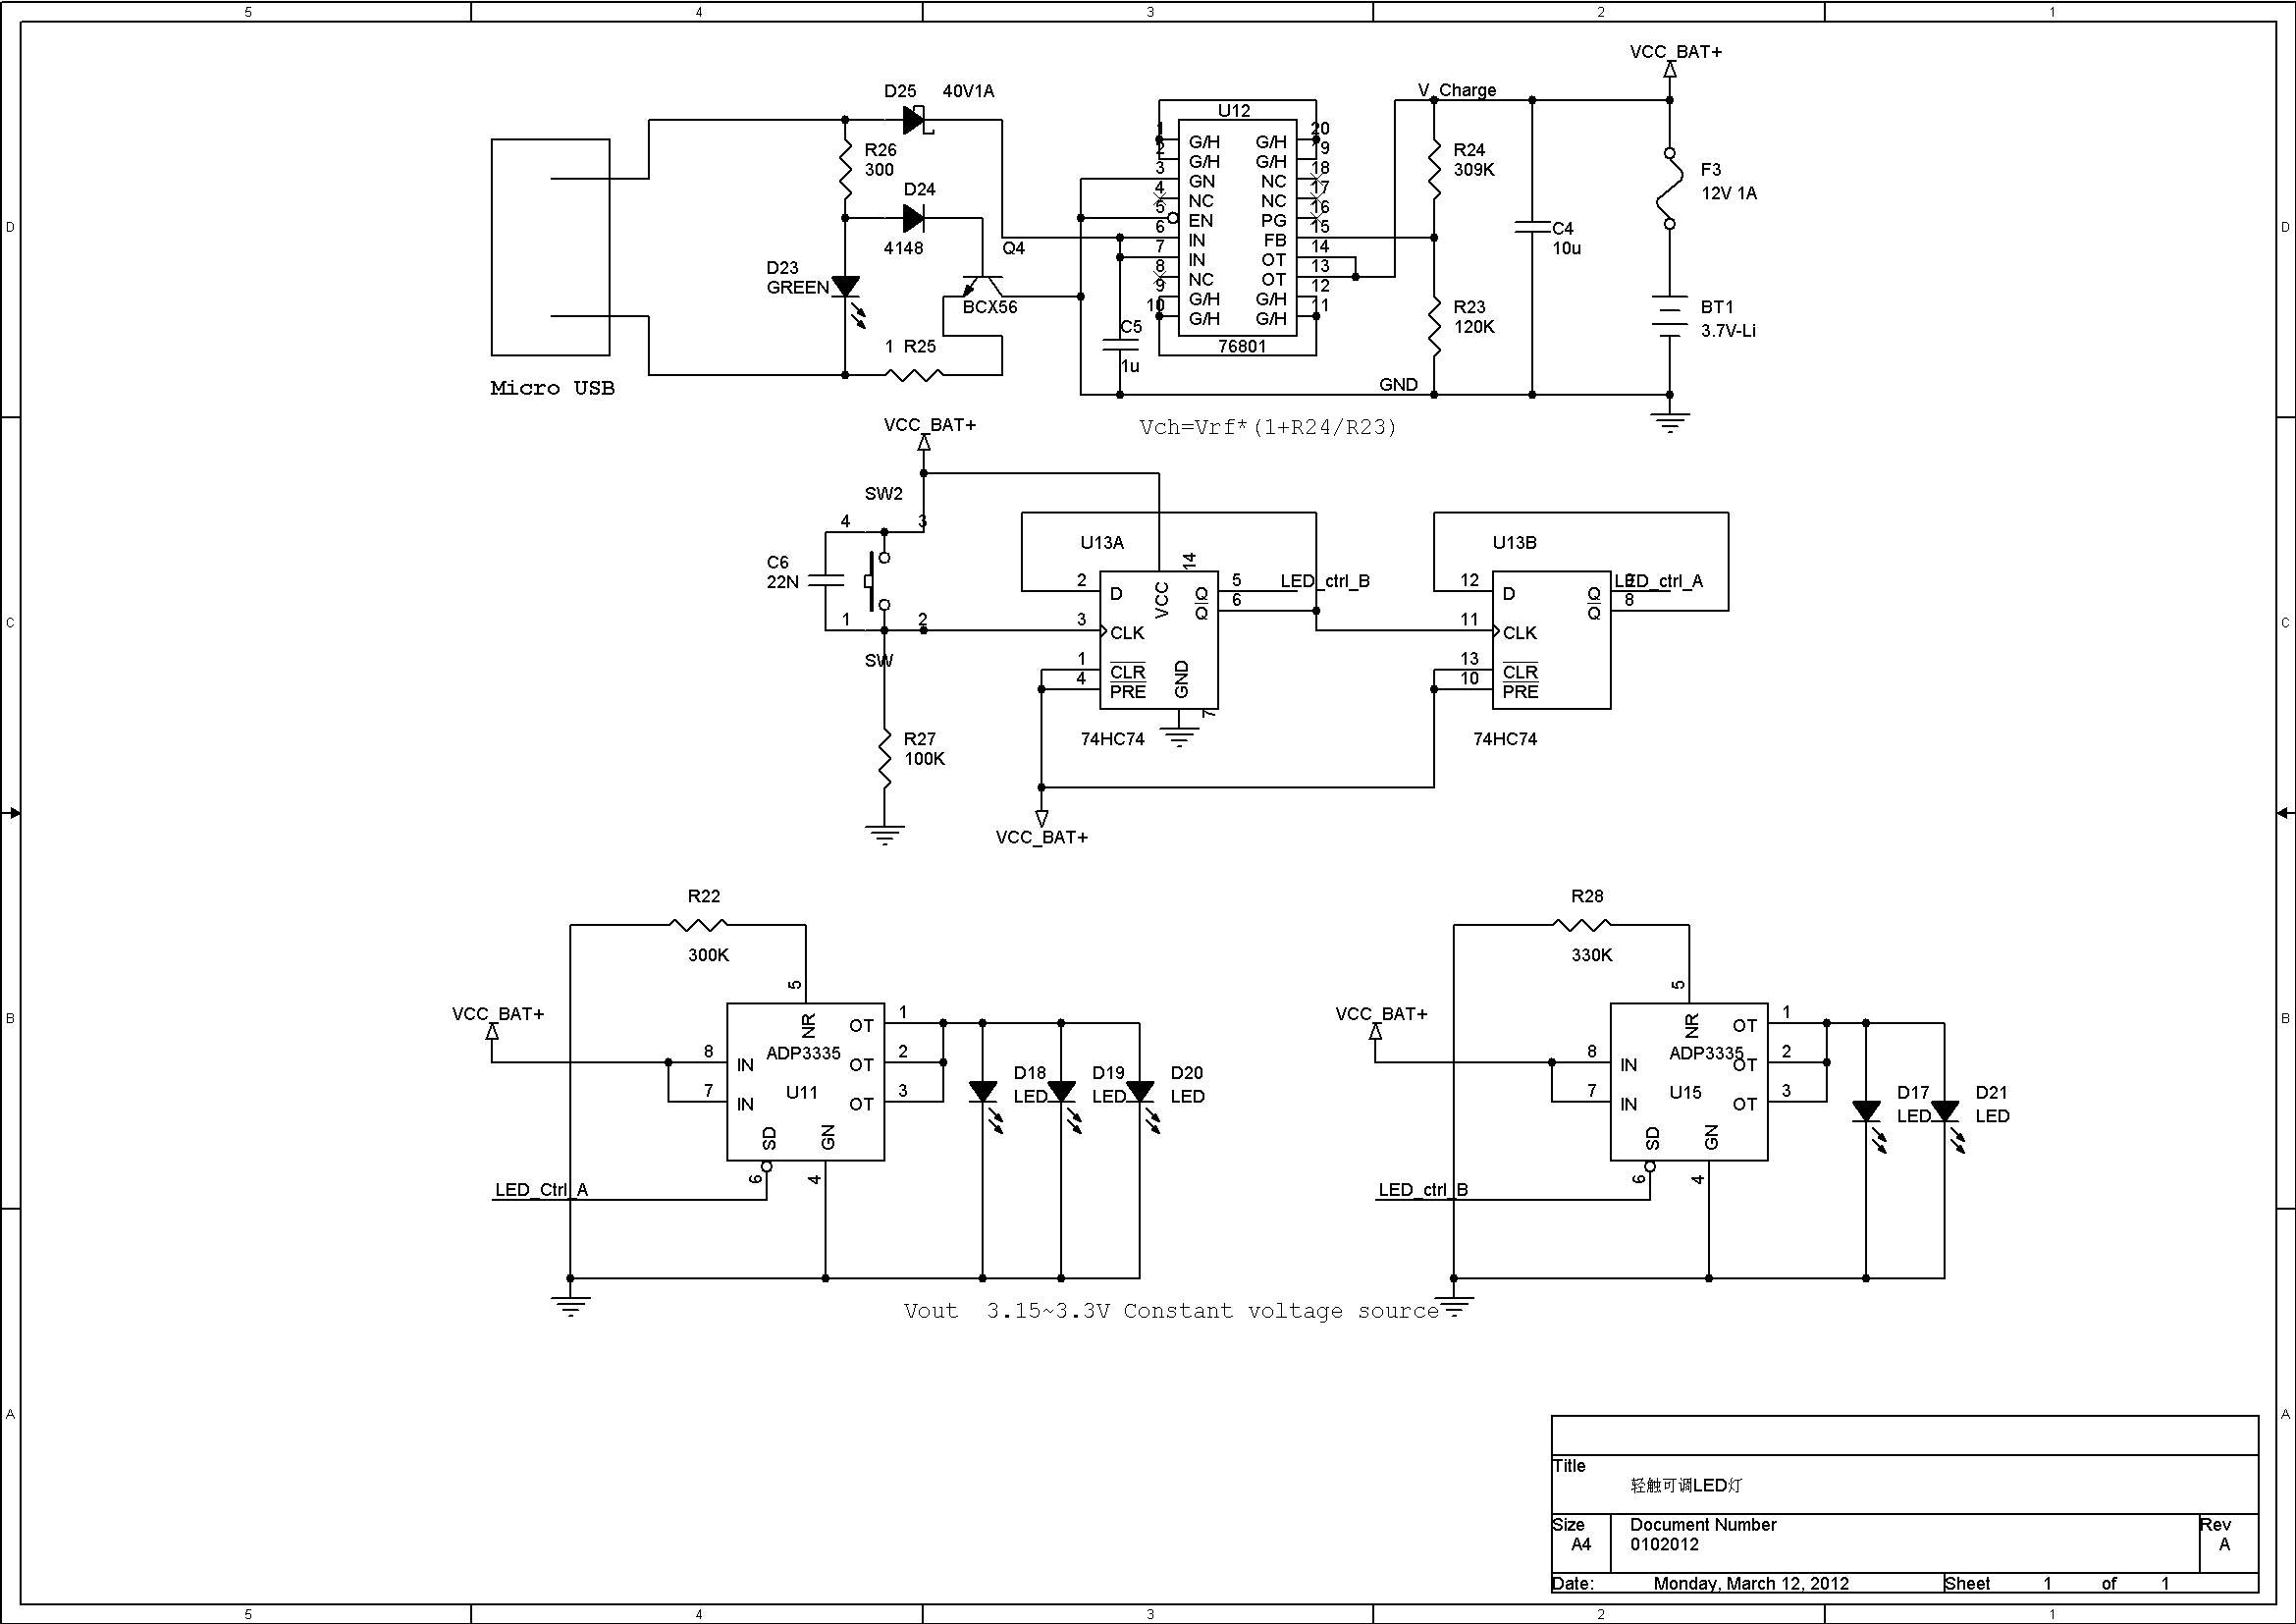 5 4 3 2 1
D
C
B
A
D
C
B
A
VCC_BAT+
D25 40V1A
R26
300
D24
4148
D23
GREEN
Q4
BCX56
1 R25
Micro USB
C5
1u
U12
1 G/H G/H 20
2 G/H G/H 19
3 GN NC 18
4 NC NC 17
5 EN PG 16
6 IN FB 15
7 IN OT 14
8 NC OT 13
9 G/H G/H 12
10 G/H G/H 11
76801
V_Charge
R24
309K
R23
120K
C4
10u
F3
12V 1A
BT1
3.7V-Li
GND
Vch=Vrf*(1+R24/R23)
VCC_BAT+
SW2
4 3
C6
22N
1 2
SW
R27
100K
U13A
14
2 D VCC Q 5 LED_ctrl_B
Q 6
3 CLK
1 CLR
4 PRE
GND
7
74HC74
VCC_BAT+
U13B
12 D Q 9 LED_ctrl_A
Q 8
11 CLK
13 CLR
10 PRE
74HC74
R22
300K
5
VCC_BAT+
NR OT 1
ADP3335
8 IN OT 2
U11
7 IN OT 3
SD GN
6 4
LED_Ctrl_A
D18
LED
D19
LED
D20
LED
R28
330K
5
VCC_BAT+
NR OT 1
ADP3335
8 IN OT 2
U15
7 IN OT 3
SD GN
6 4
LED_ctrl_B
D17
LED
D21
LED
Vout 3.15~3.3V Constant voltage source
Title
轻触可调LED灯
Size Document Number Rev
A4 0102012 A
Date: Monday, March 12, 2012 Sheet 1 of 1
5 4 3 2 1